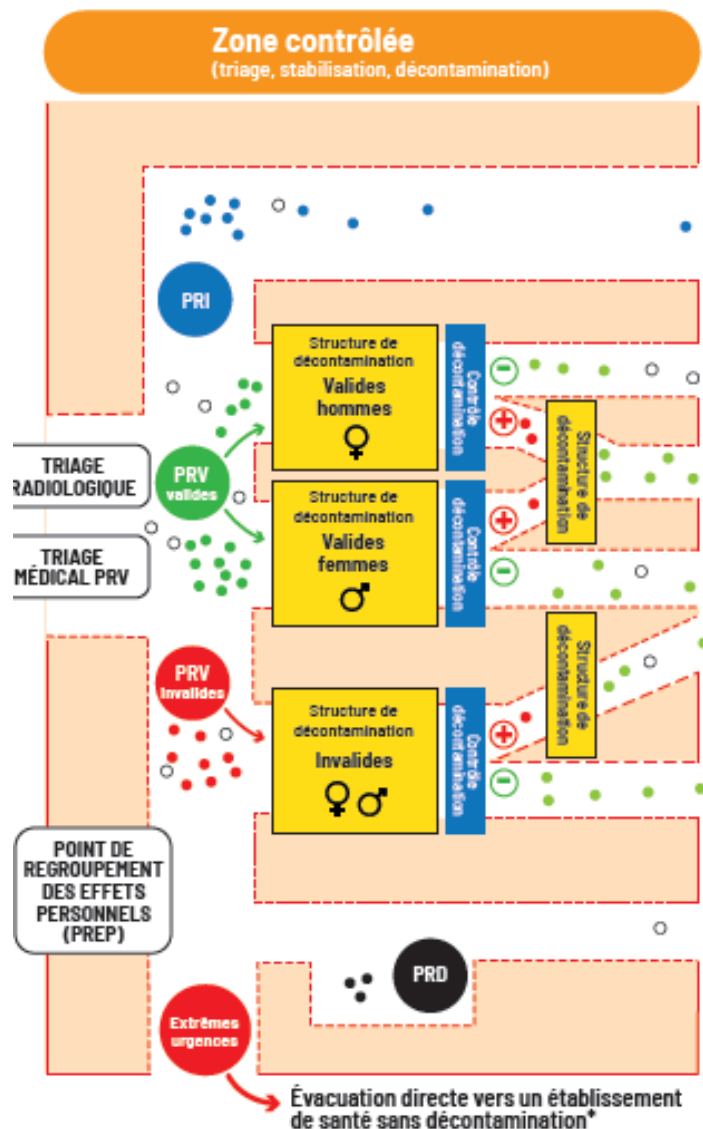 Zone contrôlée
(triage, stabilisation, décontamination)
PRI
Structure de
décontamination
Valides
hommes
Contrôle
décontamination
Structure de
décontamination
TRIAGE
RADIOLOGIQUE
PRV
valides
Structure de
décontamination
Valides
femmes
Contrôle
décontamination
TRIAGE
MÉDICAL PRV
PRV
Invalides
Structure de
décontamination
Invalides
Contrôle
décontamination
Structure de
décontamination
POINT DE
REGROUPEMENT
DES EFFETS
PERSONNELS
(PREP)
PRD
Extrêmes
urgences
Évacuation directe vers un établissement
de santé sans décontamination*